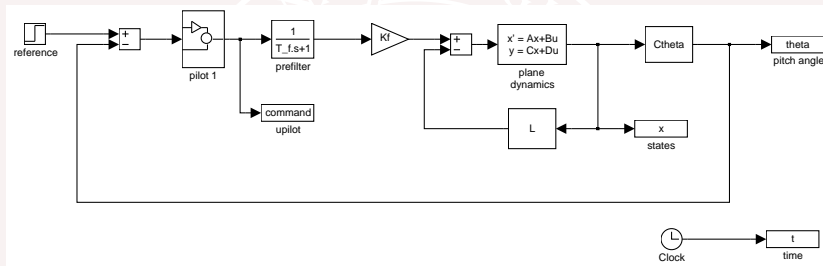 reference
+
−
pilot 1
1
T_f.s+1
prefilter
command
upilot
Kf
+
−
x' = Ax+Bu
y = Cx+Du
plane
dynamics
L
Ctheta
theta
pitch angle
x
states
Clock
t
time